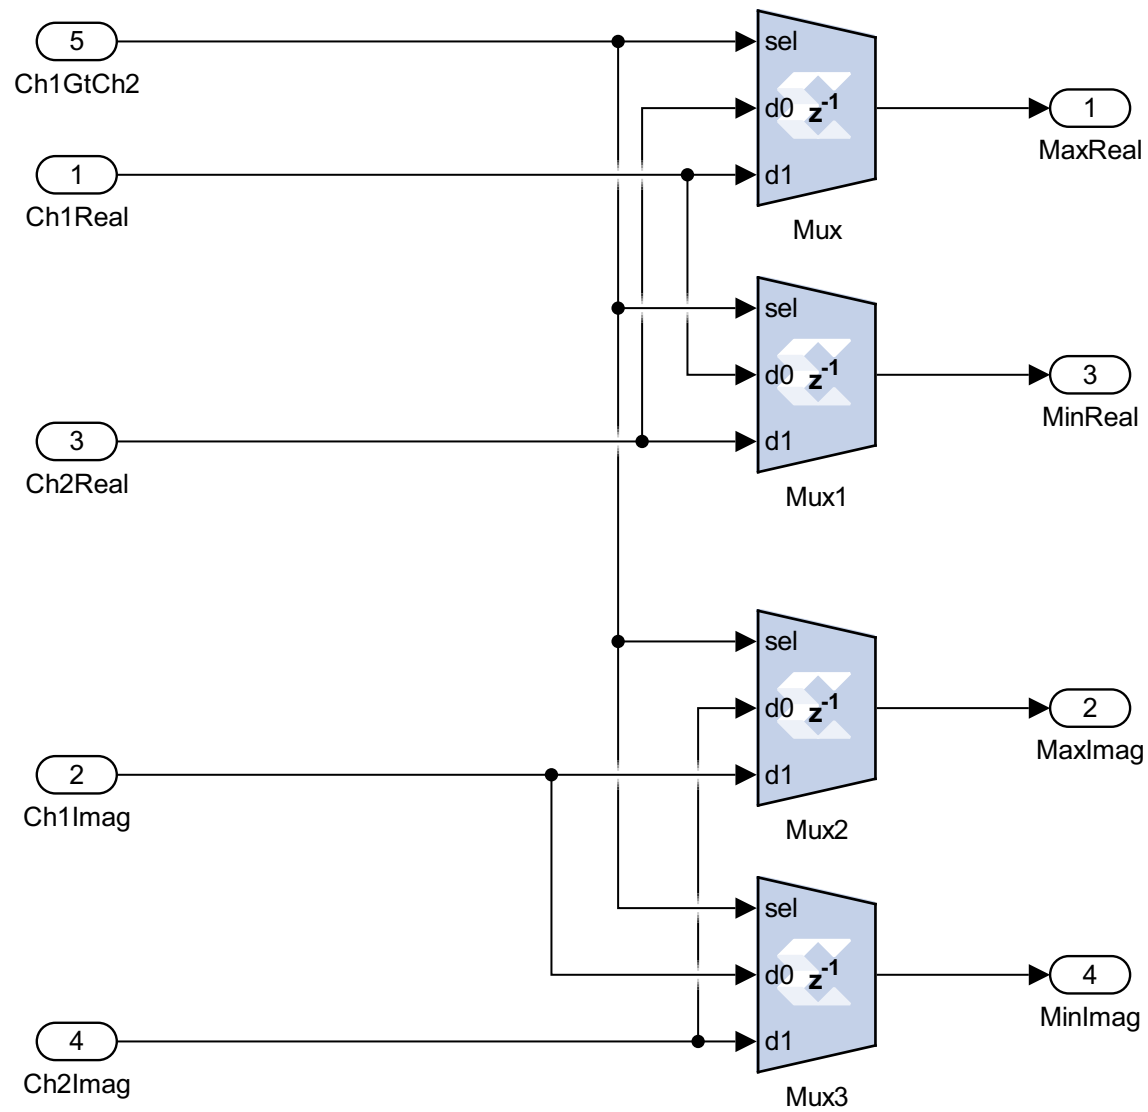 5
Ch1GtCh2
sel
d0 z-1
d1
Mux
1
MaxReal
1
Ch1Real
sel
d0 z-1
d1
Mux1
3
MinReal
3
Ch2Real
sel
d0 z-1
d1
Mux2
2
MaxImag
2
Ch1Imag
sel
d0 z-1
d1
Mux3
4
MinImag
4
Ch2Imag